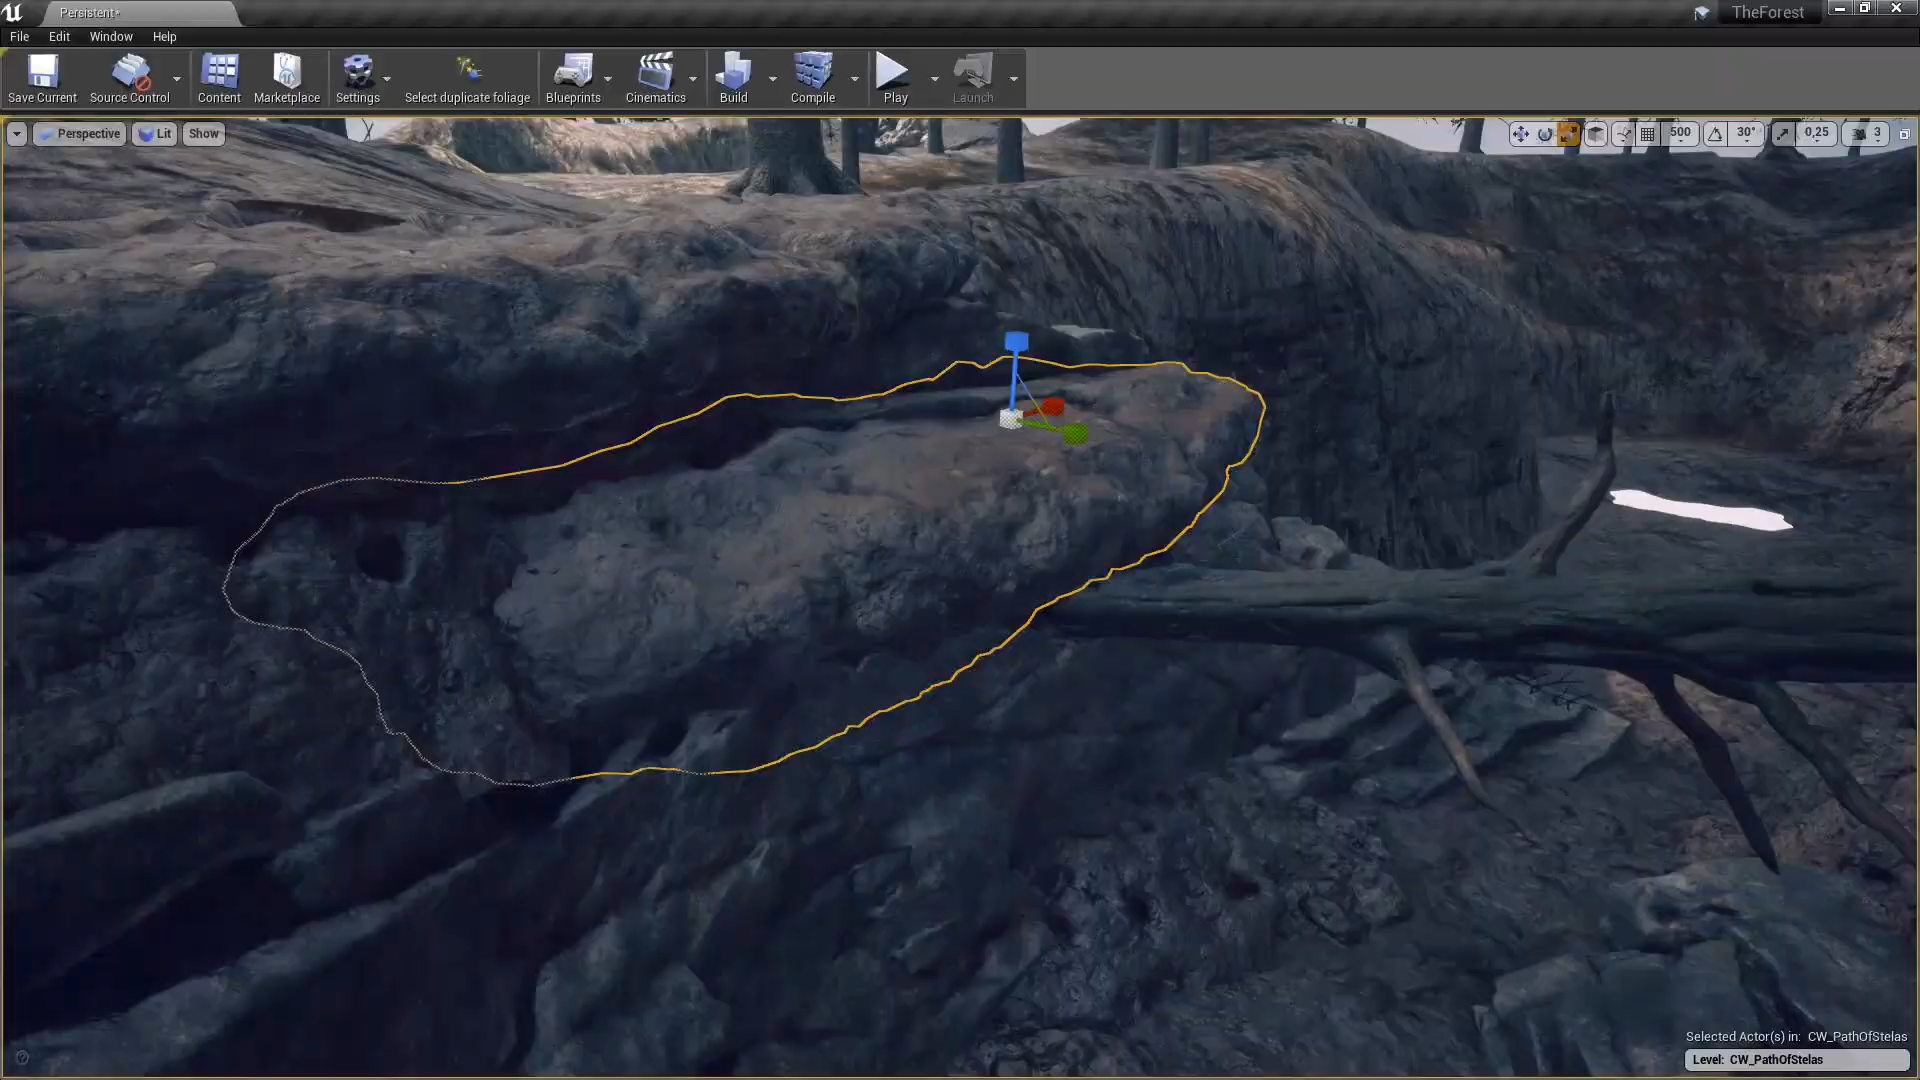 Persistent*
TheForest
File Edit Window Help
Save Current Source Control Content Marketplace Settings Select duplicate foliage Blueprints Cinematics Build Compile Play Launch
Perspective Lit Show 500 30° 0,25 3
Selected Actor(s) in: CW_PathOfStelas
Level: CW_PathOfStelas